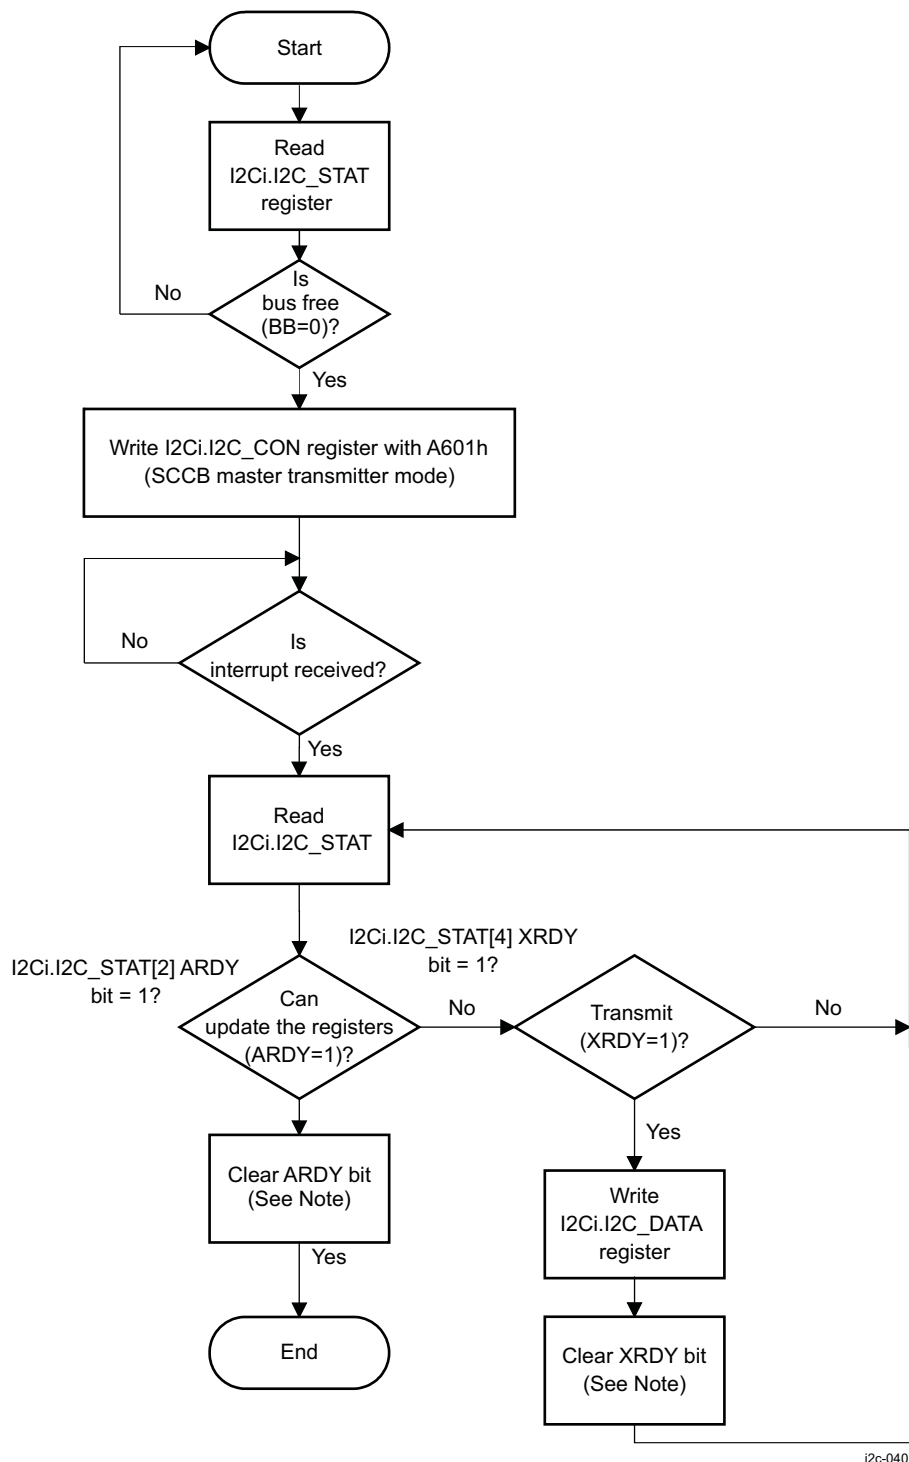 Start
Read
I2Ci.I2C_STAT
register
Is
bus free
(BB=0)?
No
Yes
Write I2Ci.I2C_CON register with A601h
(SCCB master transmitter mode)
Is
interrupt received?
No
Yes
Read
I2Ci.I2C_STAT
I2Ci.I2C_STAT[2] ARDY
bit = 1?
Can
update the registers
(ARDY=1)?
No
I2Ci.I2C_STAT[4] XRDY
bit = 1?
Transmit
(XRDY=1)?
No
Yes
Clear ARDY bit
(See Note)
Yes
End
Write
I2Ci.I2C_DATA
register
Clear XRDY bit
(See Note)
i2c-040